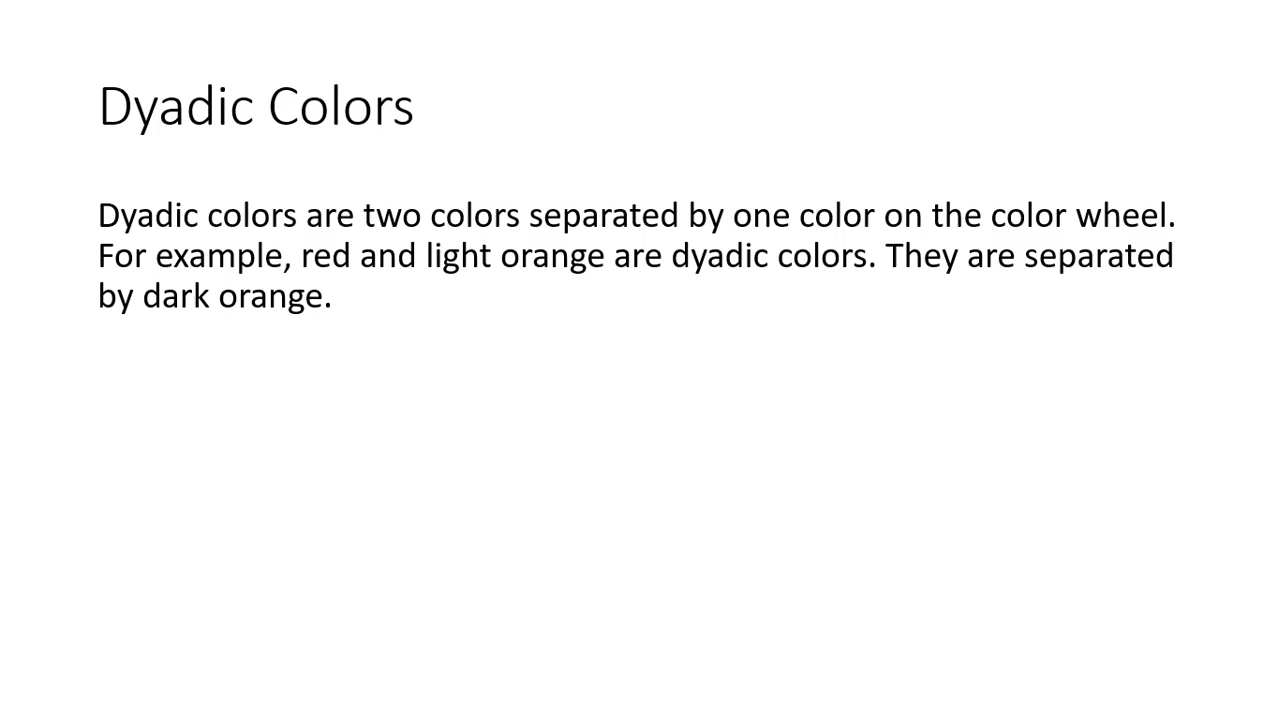 Dyadic Colors
Dyadic colors are two colors separated by one color on the color wheel.
For example, red and light orange are dyadic colors. They are separated
by dark orange.